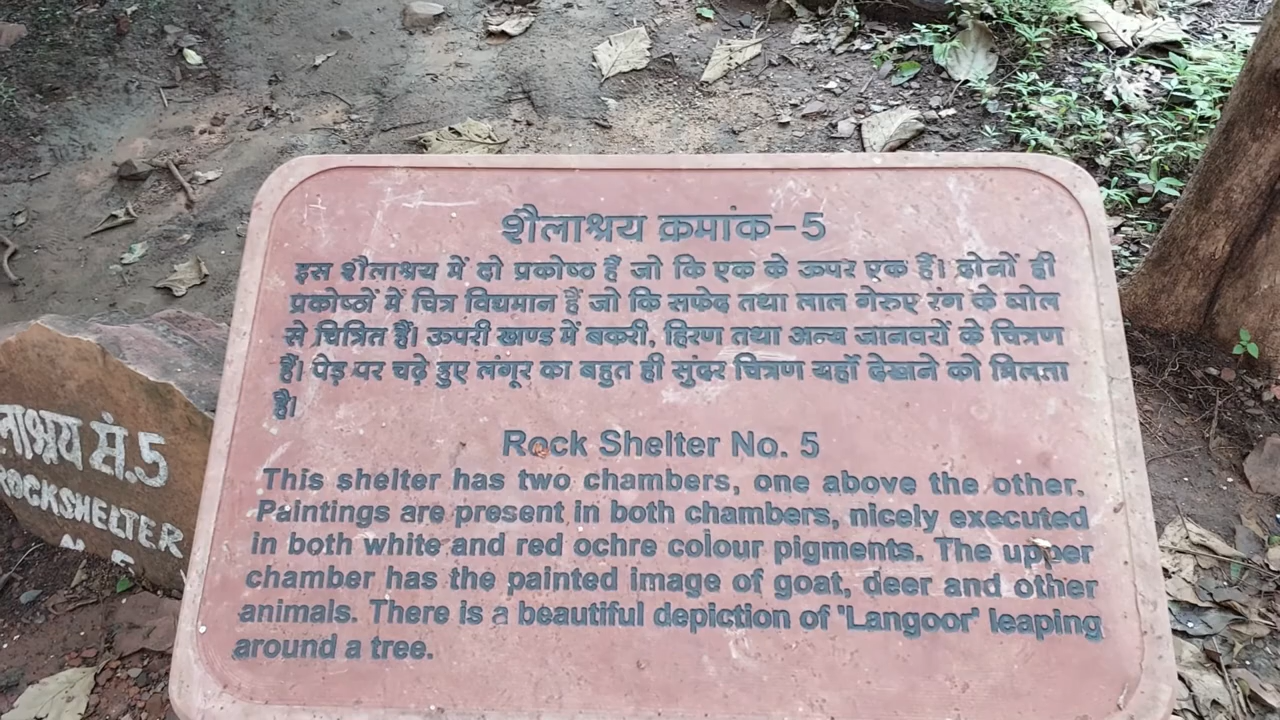 शैलाश्रय क्रमांक-5
इस शैलाश्रय में दो प्रकोष्ठ हैं जो कि एक के ऊपर एक हैं। दोनों ही
प्रकोष्ठों में चित्र विद्यमान हैं जो कि सफेद तथा लाल गेरुए रंग के घोल
से चित्रित हैं। ऊपरी खण्ड में बकरी, हिरण तथा अन्य जानवरों के चित्रण
हैं। पेड़ पर चढ़े हुए लंगूर का बहुत ही सुंदर चित्रण यहाँ देखाने को मिलता
है।
Rock Shelter No. 5
This shelter has two chambers, one above the other.
Paintings are present in both chambers, nicely executed
in both white and red ochre colour pigments. The upper
chamber has the painted image of goat, deer and other
animals. There is a beautiful depiction of 'Langoor' leaping
around a tree.
लाश्रय सं.5
ROCKSHELTER